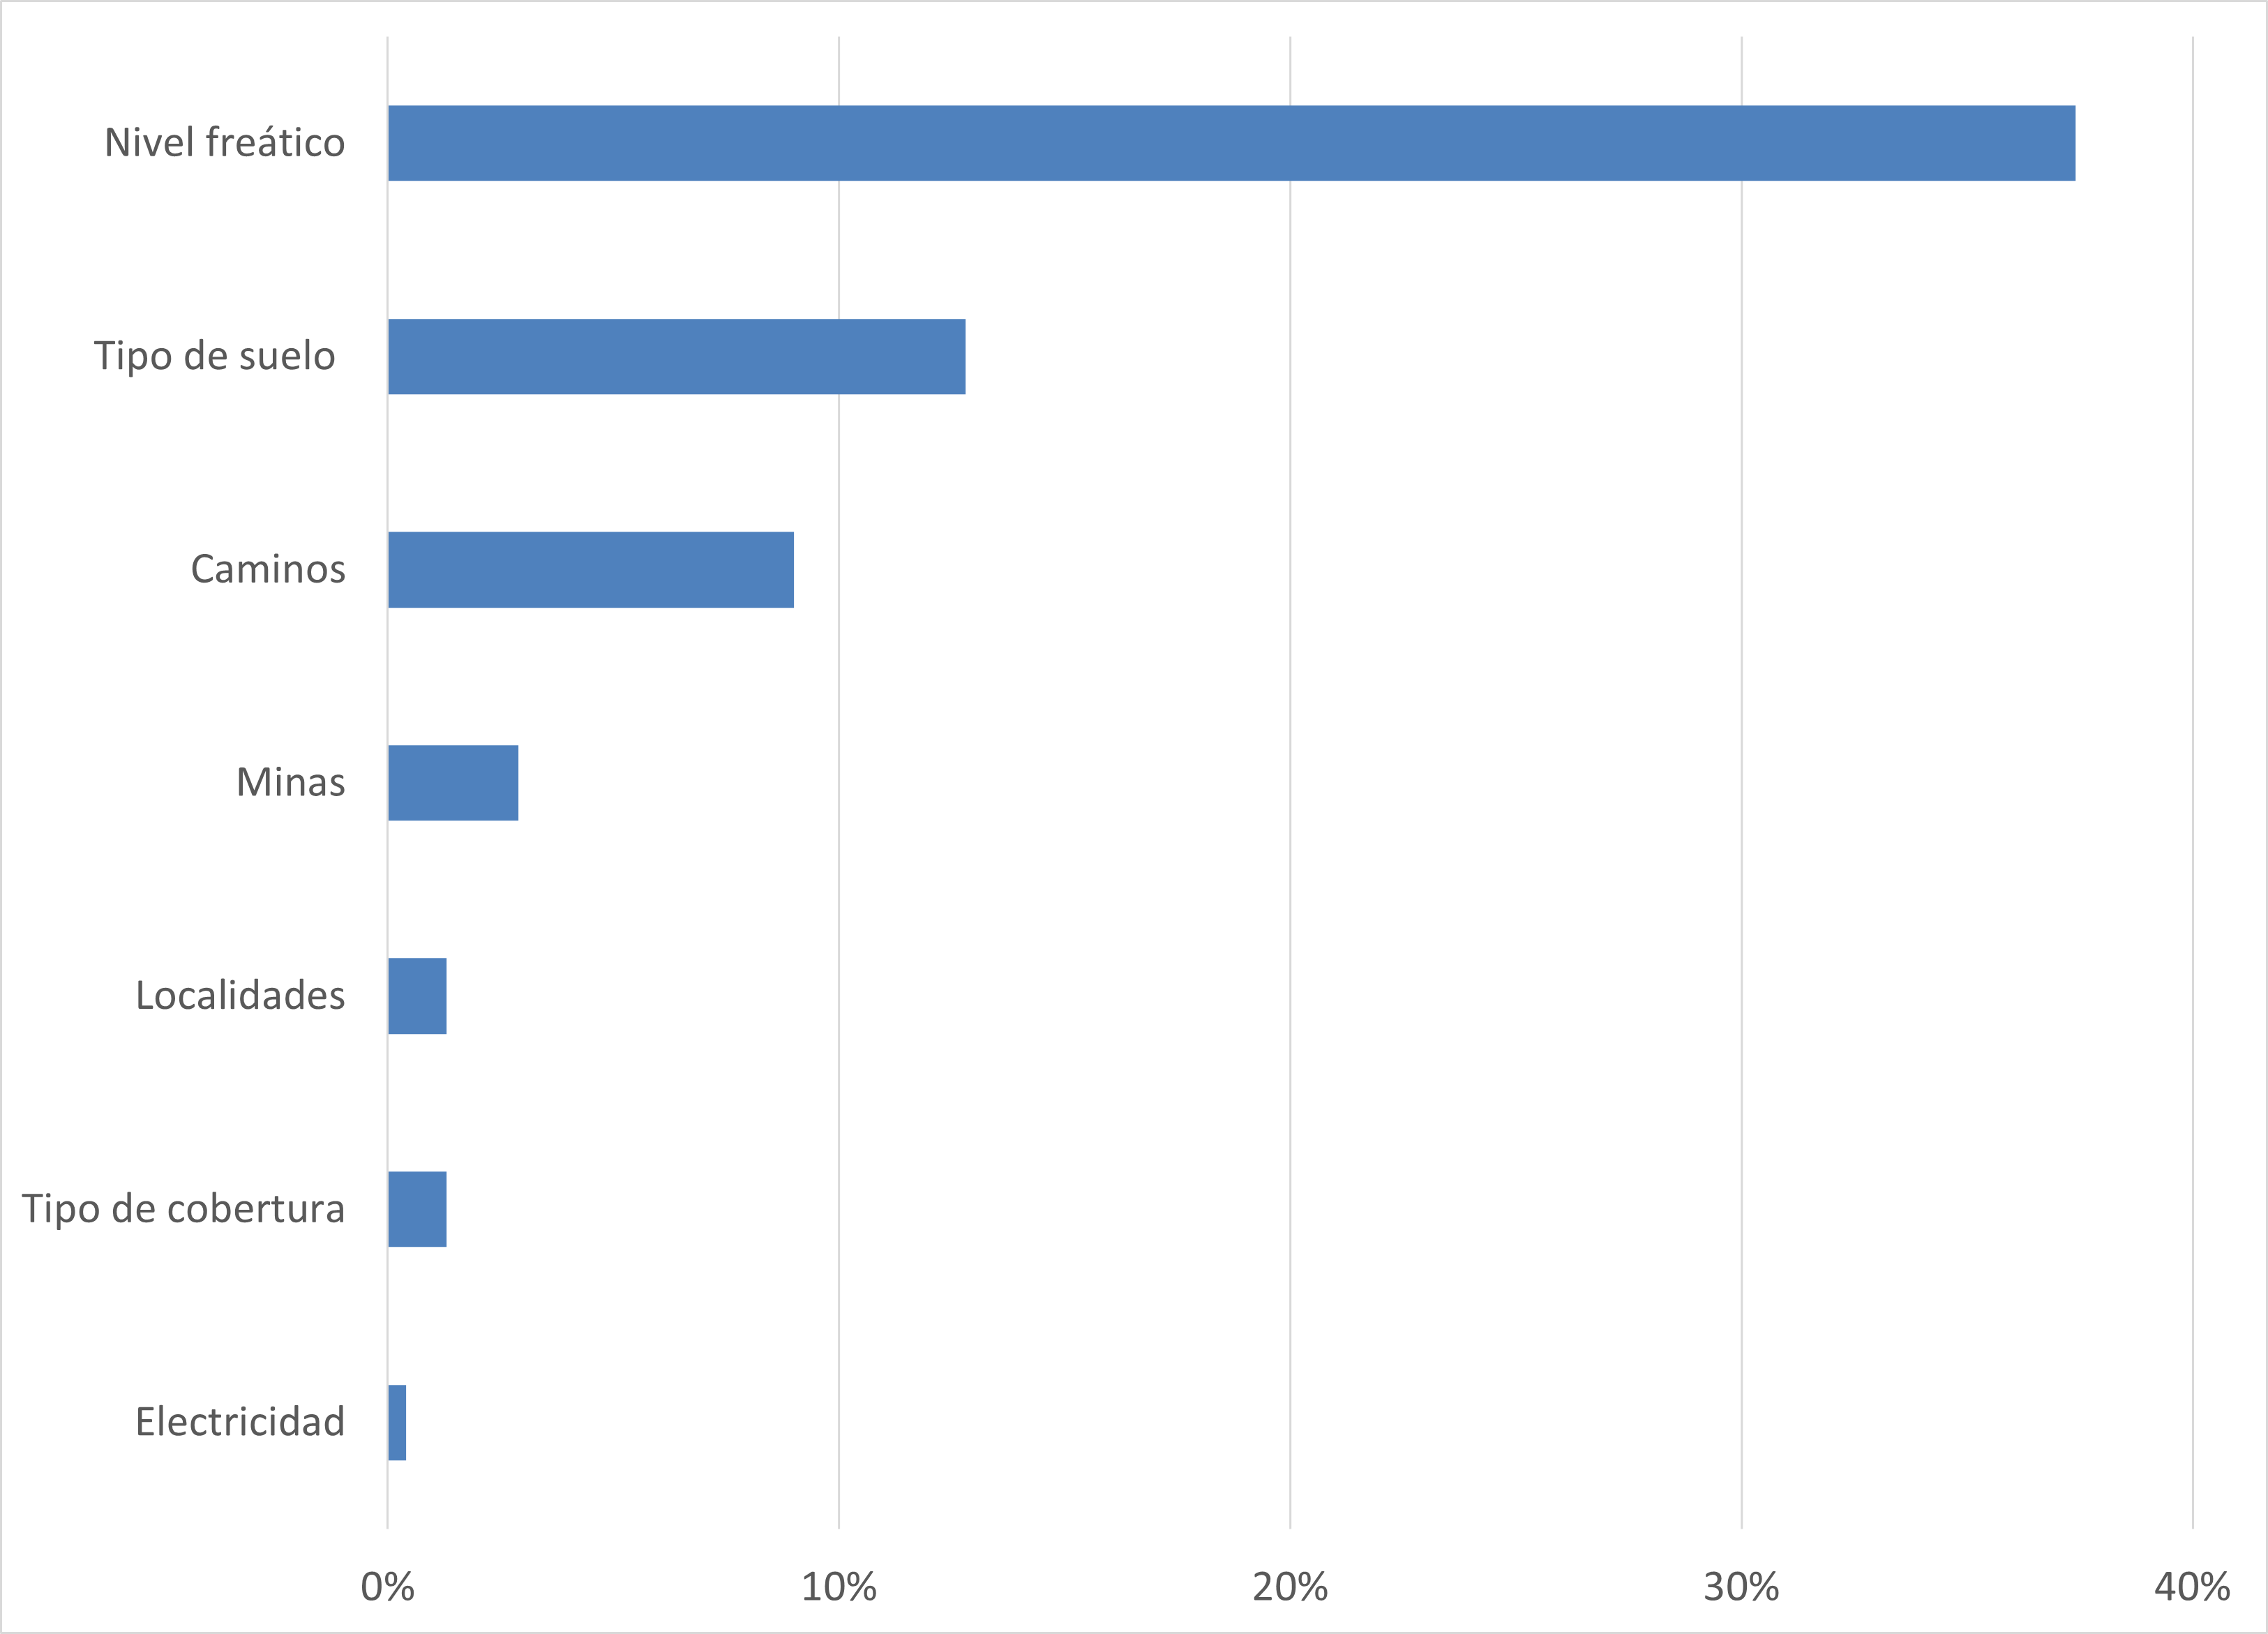 Nivel freático
Tipo de suelo
Caminos
Minas
Localidades
Tipo de cobertura
Electricidad
0% 10% 20% 30% 40%